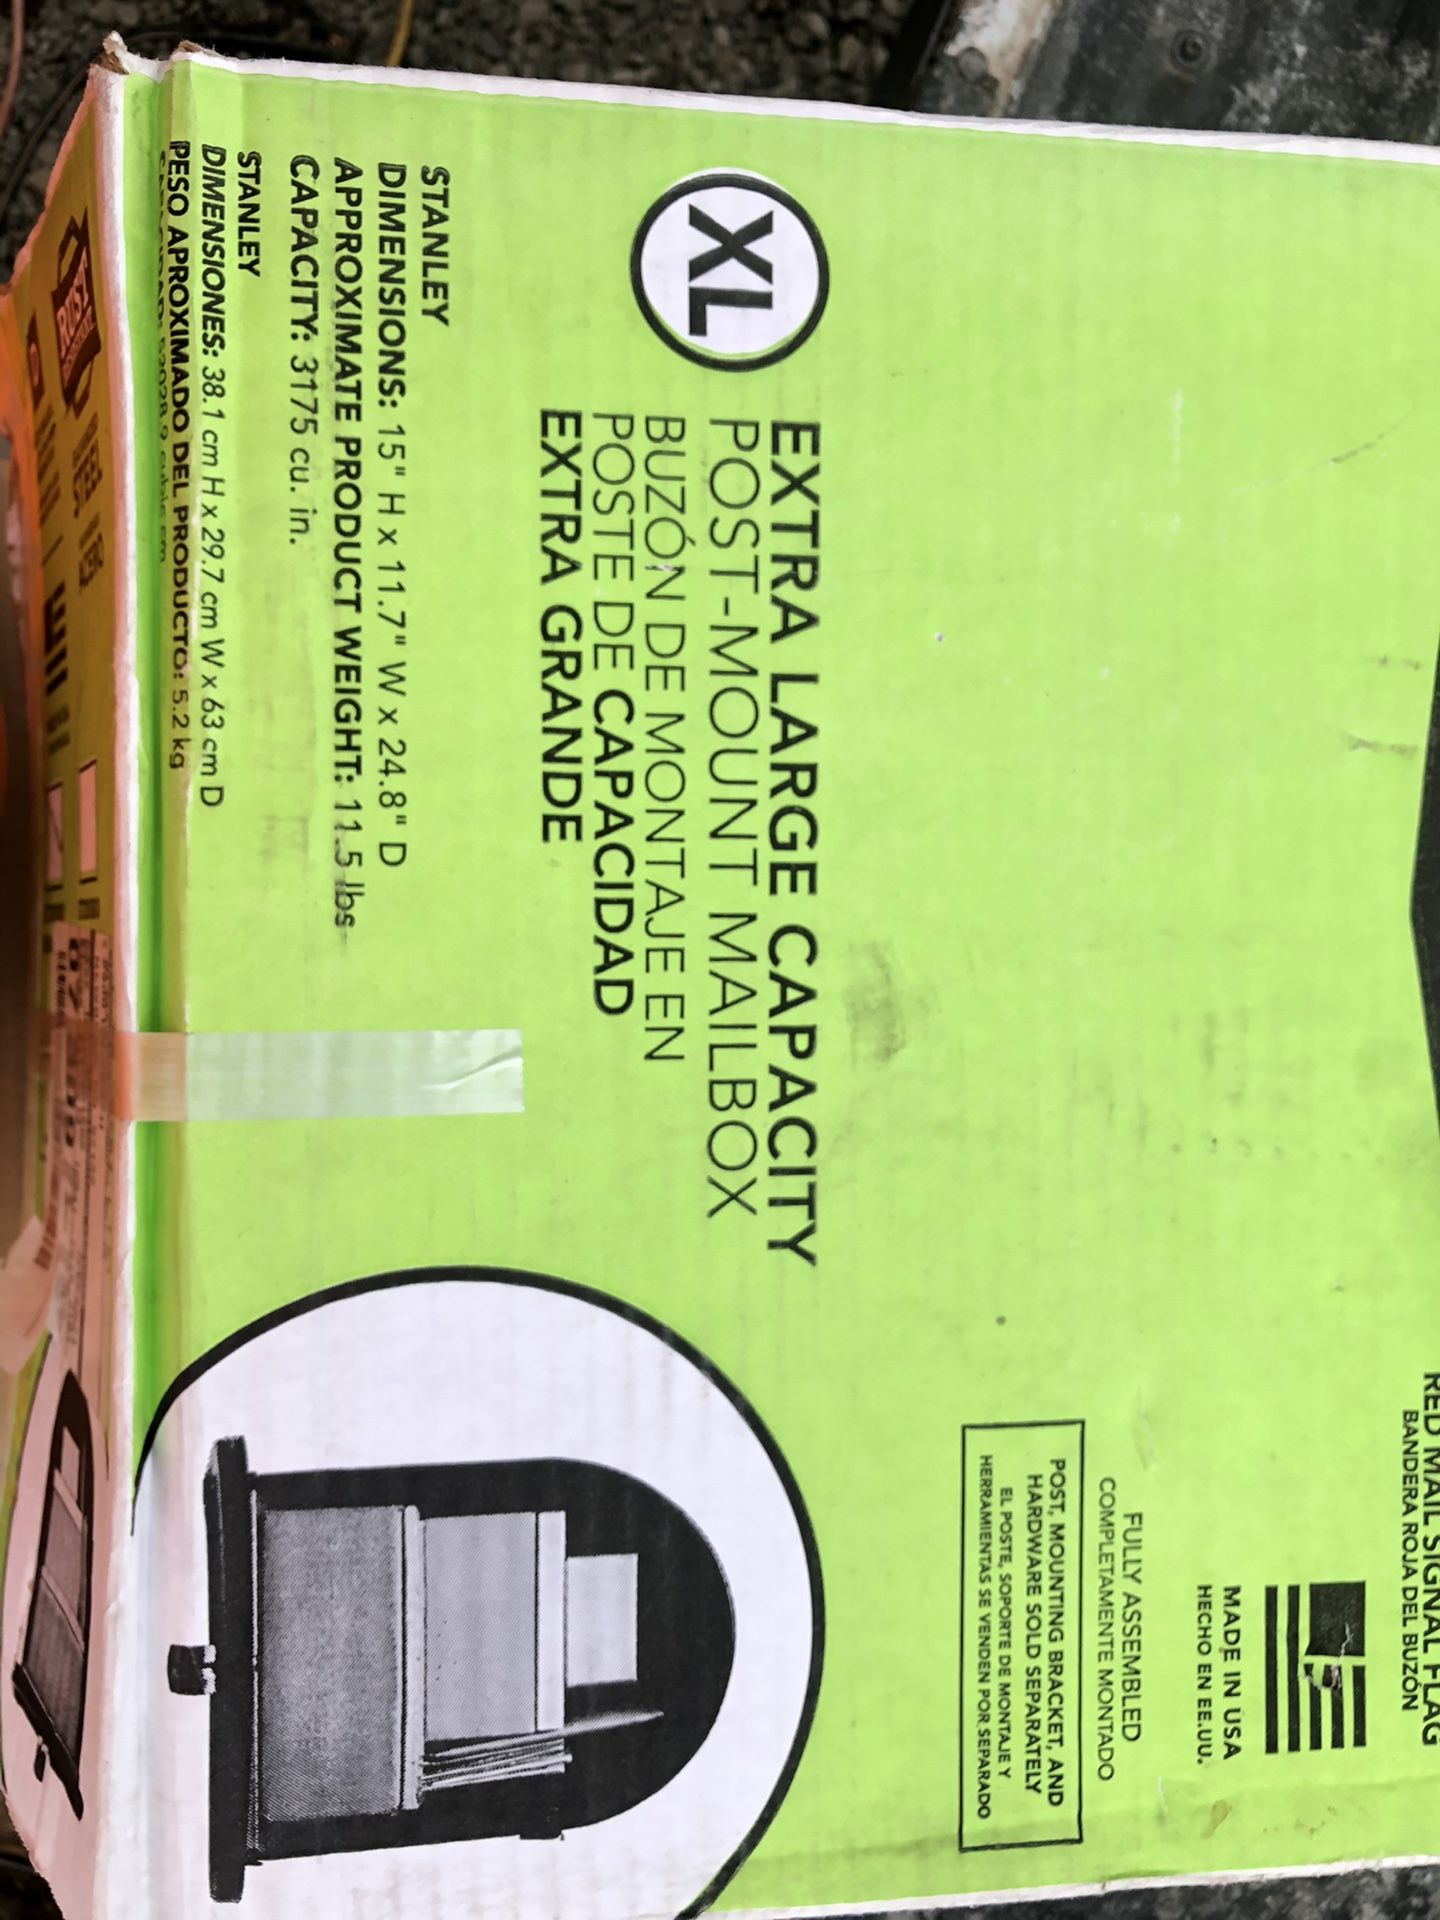 RED MAIL SIGNAL FLAG
BANDERA ROJA DEL BUZÓN
MADE IN USA
HECHO EN EE.UU.
FULLY ASSEMBLED
COMPLETAMENTE MONTADO
POST, MOUNTING BRACKET, AND
HARDWARE SOLD SEPARATELY
EL POSTE, SOPORTE DE MONTAJE Y
HERRAMIENTAS SE VENDEN POR SEPARADO
XL
EXTRA LARGE CAPACITY
POST-MOUNT MAILBOX
BUZÓN DE MONTAJE EN
POSTE DE CAPACIDAD
EXTRA GRANDE
STANLEY
DIMENSIONS: 15" H x 11.7" W x 24.8" D
APPROXIMATE PRODUCT WEIGHT: 11.5 lbs
CAPACITY: 3175 cu. in.
STANLEY
DIMENSIONES: 38.1 cm H x 29.7 cm W x 63 cm D
PESO APROXIMADO DEL PRODUCTO: 5.2 kg
RUST